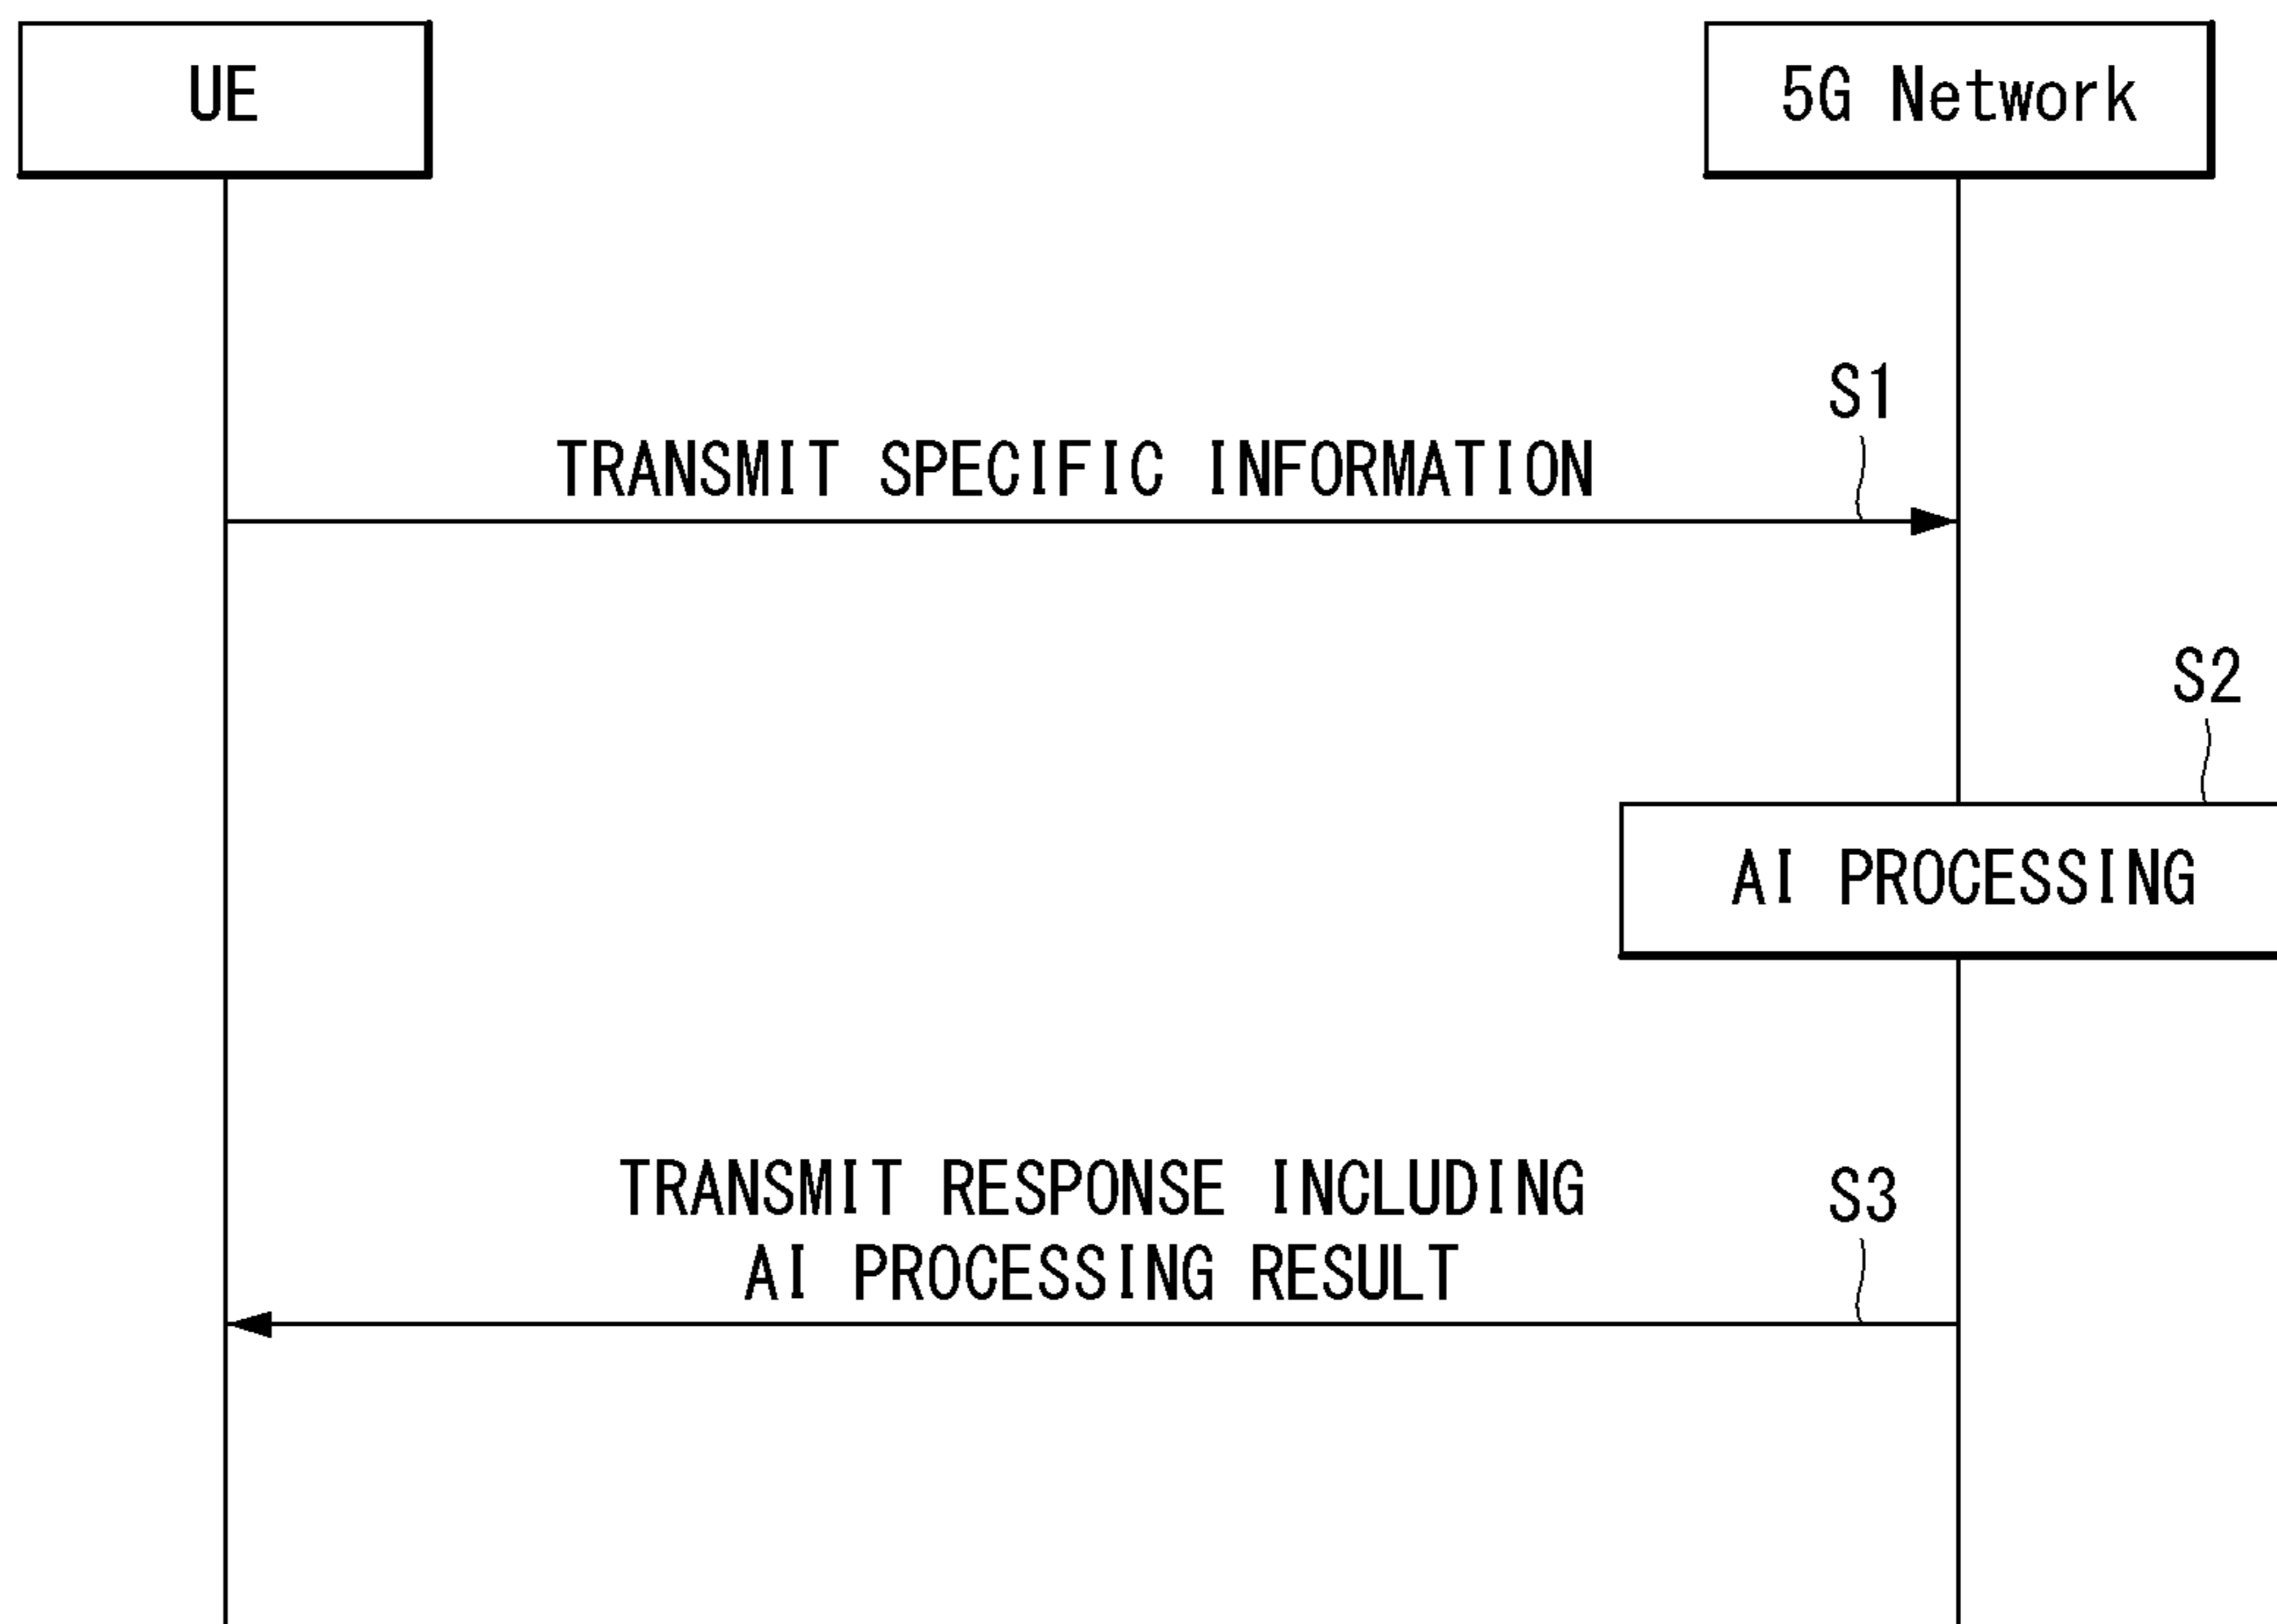 UE
5G Network
S1
TRANSMIT SPECIFIC INFORMATION
S2
AI PROCESSING
TRANSMIT RESPONSE INCLUDING
AI PROCESSING RESULT
S3